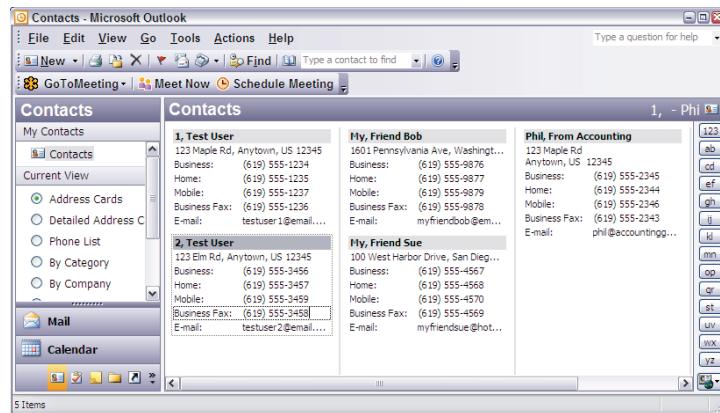 Contacts - Microsoft Outlook
File Edit View Go Tools Actions Help
Type a question for help
New Find Type a contact to find
GoToMeeting Meet Now Schedule Meeting
Contacts
My Contacts
Contacts
Current View
Address Cards
Detailed Address C
Phone List
By Category
By Company
Mail
Calendar
Contacts
1, - Phi
1, Test User
123 Maple Rd, Anytown, US 12345
Business: (619) 555-1234
Home: (619) 555-1235
Mobile: (619) 555-1237
Business Fax: (619) 555-1236
E-mail: testuser1@email....
2, Test User
123 Elm Rd, Anytown, US 12345
Business: (619) 555-3456
Home: (619) 555-3457
Mobile: (619) 555-3459
Business Fax: (619) 555-3458
E-mail: testuser2@email....
My, Friend Bob
1601 Pennsylvania Ave, Washingt...
Business: (619) 555-9876
Home: (619) 555-9877
Mobile: (619) 555-9879
Business Fax: (619) 555-9878
E-mail: myfriendbob@em...
My, Friend Sue
100 West Harbor Drive, San Dieg...
Business: (619) 555-4567
Home: (619) 555-4568
Mobile: (619) 555-4570
Business Fax: (619) 555-4569
E-mail: myfriendsue@hot...
Phil, From Accounting
123 Maple Rd
Anytown, US 12345
Business: (619) 555-2345
Home: (619) 555-2344
Mobile: (619) 555-2346
Business Fax: (619) 555-2343
E-mail: phil@accountingg...
123
ab
cd
ef
gh
ij
kl
mn
op
qr
st
uv
wx
yz
5 Items